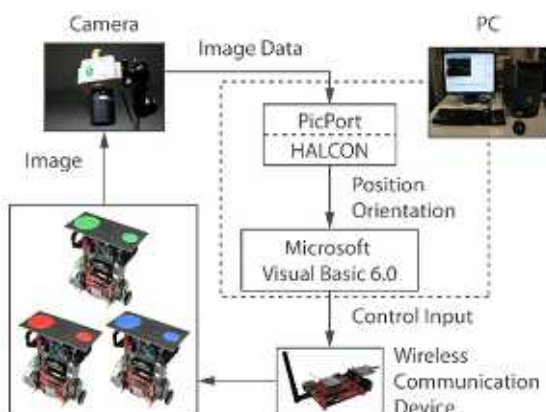 Camera
Image Data
PC
PicPort
HALCON
Image
Position
Orientation
Microsoft
Visual Basic 6.0
Control Input
Wireless
Communication
Device